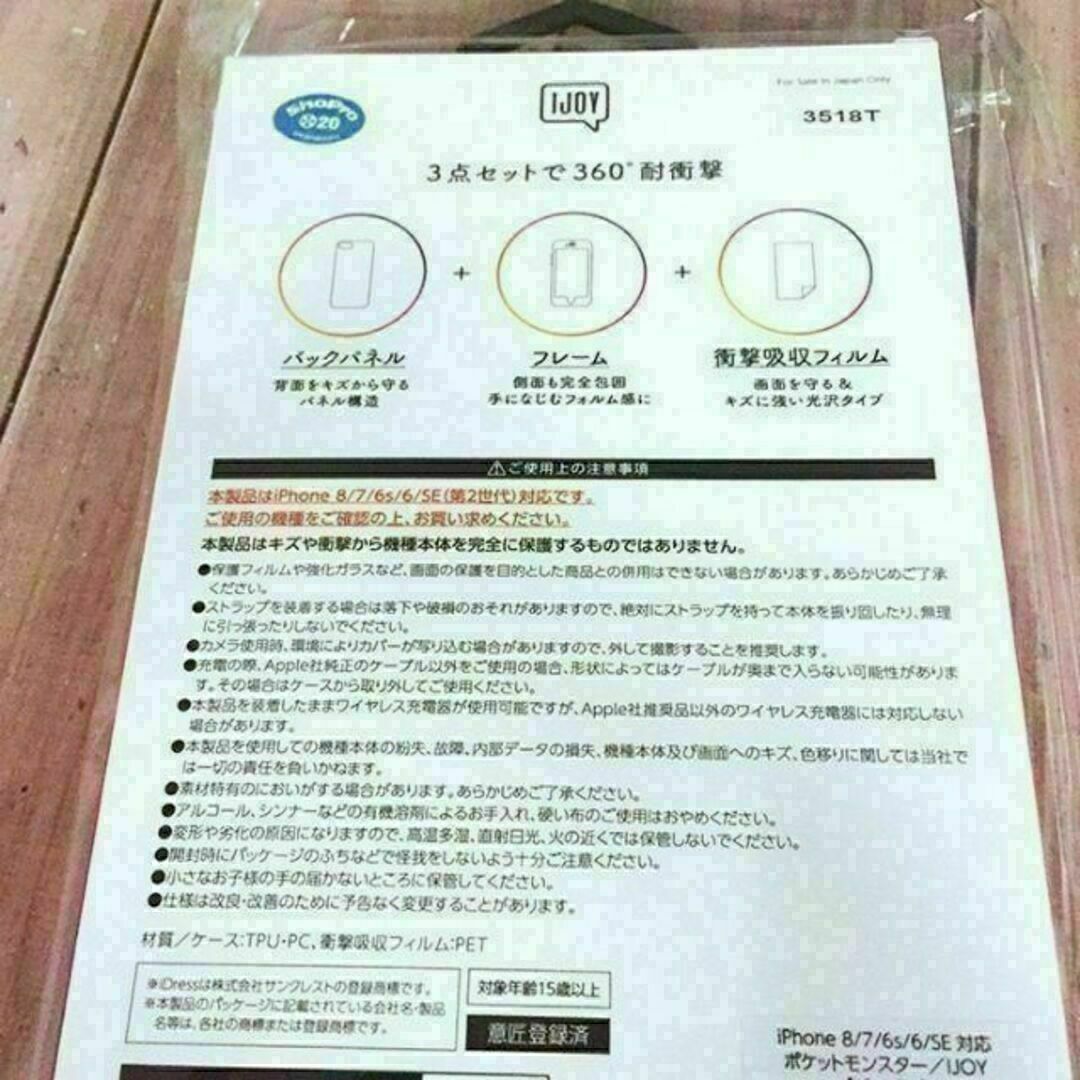 For Sale in Japan Only
ShoPro
20
IJOY
3518T
3点セットで360°耐衝撃
+ +
バックパネル
背面をキズから守る
パネル構造
フレーム
側面も完全包囲
手になじむフォルム感に
衝撃吸収フィルム
画面を守る&
キズに強い光沢タイプ
⚠ご使用上の注意事項
本製品はiPhone 8/7/6s/6/SE(第2世代)対応です。
ご使用の機種をご確認の上、お買い求めください。
本製品はキズや衝撃から機種本体を完全に保護するものではありません。
●保護フィルムや強化ガラスなど、画面の保護を目的とした商品との併用はできない場合があります。あらかじめご了承
ください。
●ストラップを装着する場合は落下や破損のおそれがありますので、絶対にストラップを持って本体を振り回したり、無理
に引っ張ったりしないでください。
●カメラ使用時、環境によりカバーが写り込む場合がありますので、外して撮影することを推奨します。
●充電の際、Apple社純正のケーブル以外をご使用の場合、形状によってはケーブルが奥まで入らない可能性がありま
す。その場合はケースから取り外してご使用ください。
●本製品を装着したままワイヤレス充電器が使用可能ですが、Apple社推奨品以外のワイヤレス充電器には対応しない
場合があります。
●本製品を使用しての機種本体の紛失、故障、内部データの損失、機種本体及び画面へのキズ、色移りに関しては当社で
は一切の責任を負いかねます。
●素材特有のにおいがする場合があります。あらかじめご了承ください。
●アルコール、シンナーなどの有機溶剤によるお手入れ、硬い布のご使用はおやめください。
●変形や劣化の原因になりますので、高温多湿、直射日光、火の近くでは保管しないでください。
●開封時にパッケージのふちなどで怪我をしないよう十分ご注意ください。
●小さなお子様の手の届かないところに保管してください。
●仕様は改良・改善のために予告なく変更することがあります。
材質/ケース:TPU・PC、衝撃吸収フィルム:PET
※iDressは株式会社サンクレストの登録商標です。
※本製品のパッケージに記載されている会社名・製品
名等は、各社の商標または登録商標です。
対象年齢15歳以上
意匠登録済
iPhone 8/7/6s/6/SE 対応
ポケットモンスター/IJOY